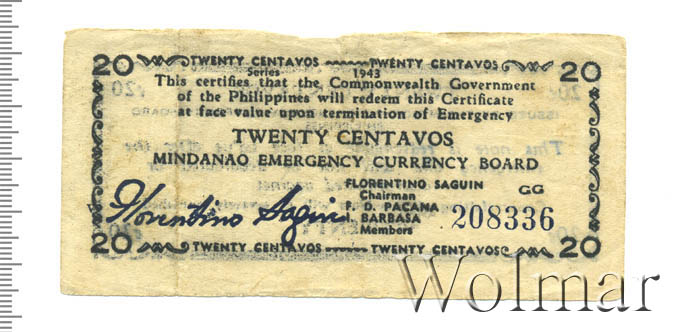 20 TWENTY CENTAVOS TWENTY CENTAVOS 20
Series 1943
This certifies that the Commonwealth Government
of the Philippines will redeem this Certificate
at face value upon termination of Emergency
TWENTY CENTAVOS
MINDANAO EMERGENCY CURRENCY BOARD
FLORENTINO SAGUIN GG
Chairman
F. D. PACANA
BARBASA
Members
208336
Florentino Saguin
20 TWENTY CENTAVOS TWENTY CENTAVOS 20
Wolmar